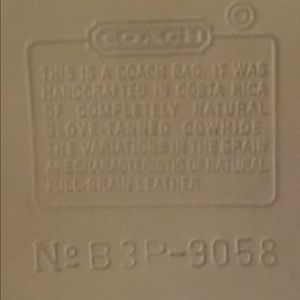 COACH
®
THIS IS A COACH BAG. IT WAS
HANDCRAFTED IN COSTA RICA
OF COMPLETELY NATURAL
GLOVE-TANNED COWHIDE.
THE VARIATIONS IN THE GRAIN
ARE CHARACTERISTIC OF NATURAL
FULL-GRAIN LEATHER.
No B3P-9058